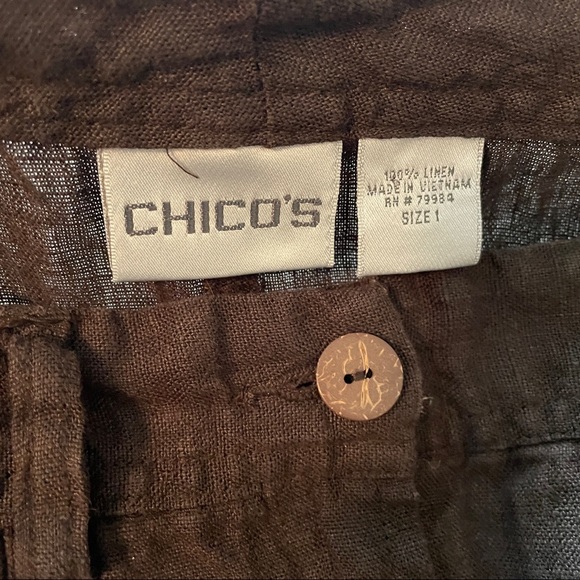 CHICO'S
100% LINEN
MADE IN VIETNAM
RN # 79984
SIZE 1